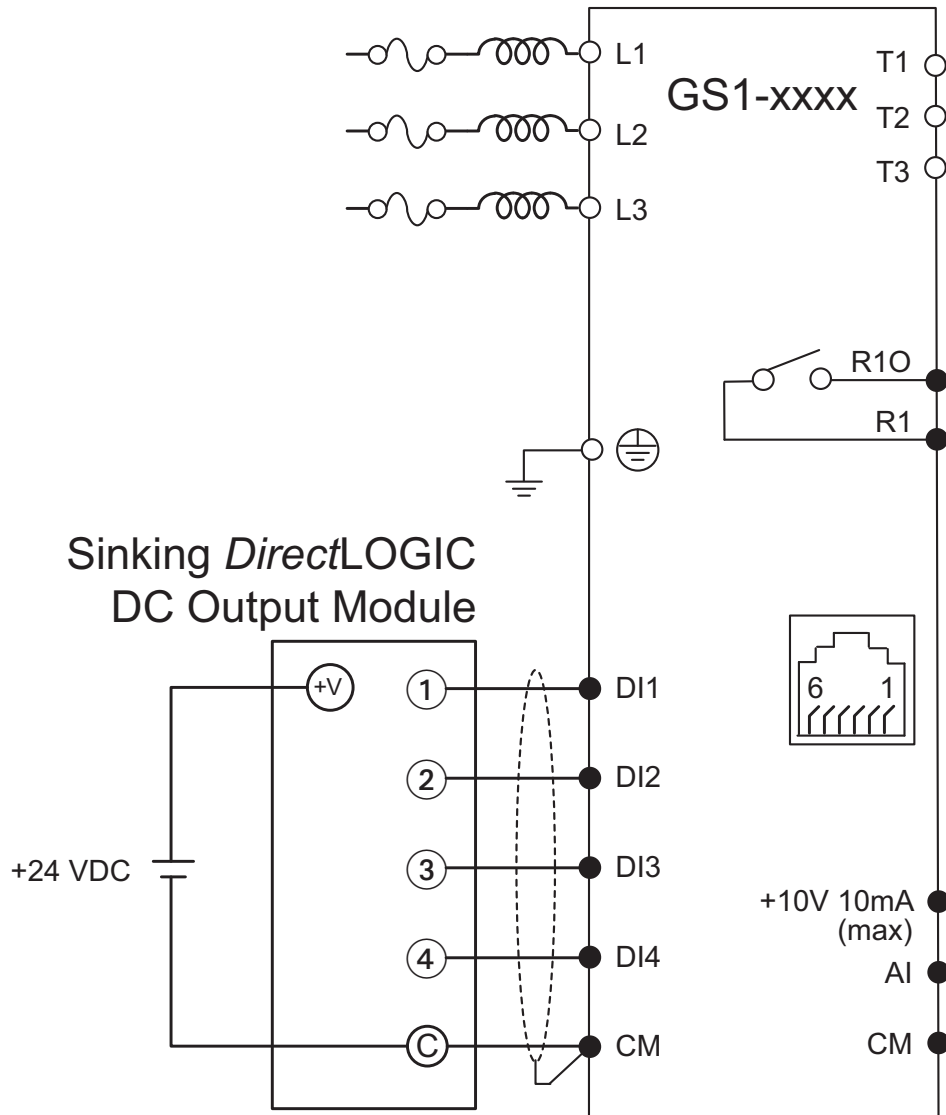 L1
GS1-xxxx
T1
L2
T2
L3
T3
R1O
R1
Sinking DirectLOGIC
DC Output Module
+V
1
DI1
6 1
2
DI2
+24 VDC
3
DI3
+10V 10mA
(max)
4
DI4
AI
C
CM
CM